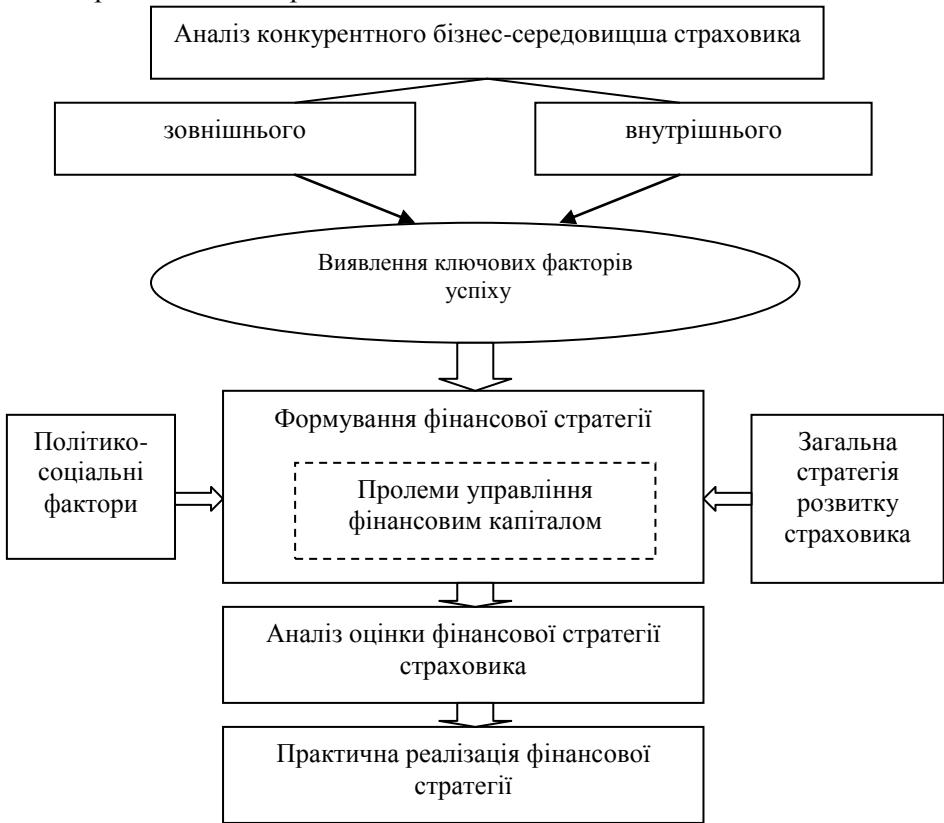 Аналіз конкурентного бізнес-середовищша страховика
зовнішнього
внутрішнього
Виявлення ключових факторів
успіху
Формування фінансової стратегії
Політико-
соціальні
фактори
Пролеми управління
фінансовим капіталом
Загальна
стратегія
розвитку
страховика
Аналіз оцінки фінансової стратегії
страховика
Практична реалізація фінансової
стратегії